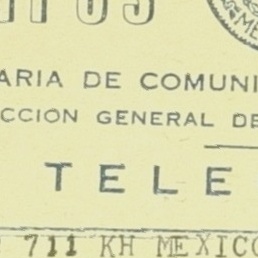 ARIA DE COMUNI
CCION GENERAL DE
TELE
711 KH MEXICO